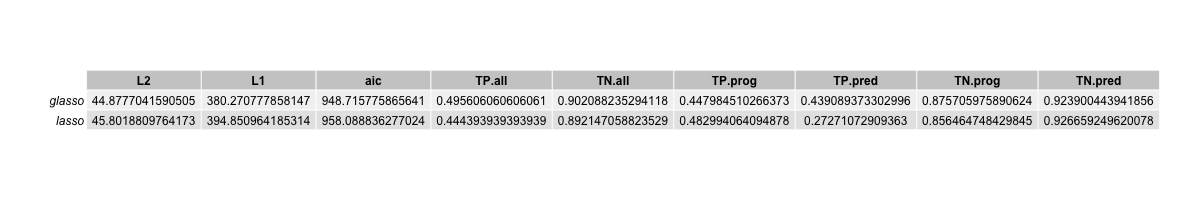 L2 L1 aic TP.all TN.all TP.prog TP.pred TN.prog TN.pred
glasso 44.8777041590505 380.270777858147 948.715775865641 0.495606060606061 0.902088235294118 0.447984510266373 0.439089373302996 0.875705975890624 0.923900443941856
lasso 45.8018809764173 394.850964185314 958.088836277024 0.444393939393939 0.892147058823529 0.482994064094878 0.27271072909363 0.856464748429845 0.926659249620078